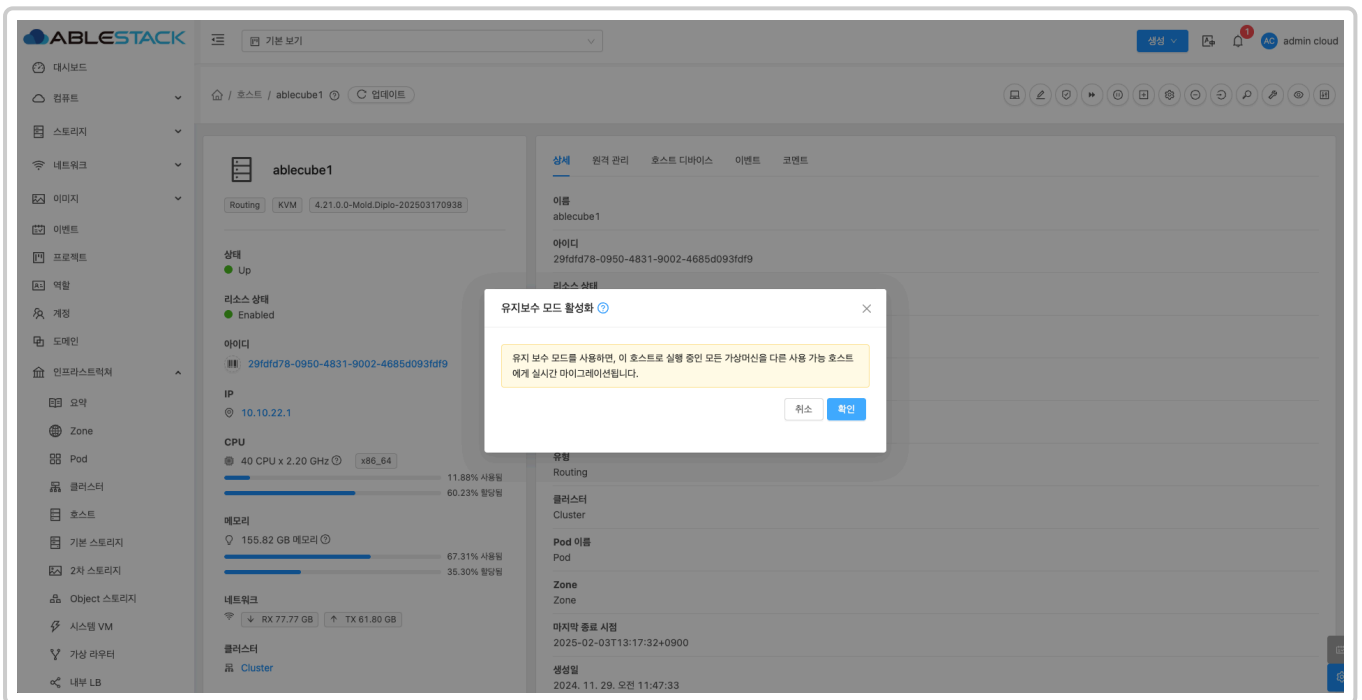 ABLESTACK
기본 보기
생성
1
AC
admin cloud
대시보드
컴퓨트
스토리지
네트워크
이미지
이벤트
프로젝트
역할
계정
도메인
인프라스트럭쳐
요약
Zone
Pod
클러스터
호스트
기본 스토리지
2차 스토리지
Object 스토리지
시스템 VM
가상 라우터
내부 LB
/ 호스트 / ablecube1
업데이트
ablecube1
Routing
KVM
4.21.0.0-Mold.Diplo-202503170938
상태
Up
리소스 상태
Enabled
아이디
29fdfd78-0950-4831-9002-4685d093fdf9
IP
10.10.22.1
CPU
40 CPU x 2.20 GHz
x86_64
11.88% 사용됨
60.23% 할당됨
메모리
155.82 GB 메모리
67.31% 사용됨
35.30% 할당됨
네트워크
RX 77.77 GB
TX 61.80 GB
클러스터
Cluster
상세
원격 관리
호스트 디바이스
이벤트
코멘트
이름
ablecube1
아이디
29fdfd78-0950-4831-9002-4685d093fdf9
리소스 상태
유지보수 모드 활성화
유지 보수 모드를 사용하면, 이 호스트로 실행 중인 모든 가상머신을 다른 사용 가능 호스트
에게 실시간 마이그레이션됩니다.
취소
확인
유형
Routing
클러스터
Cluster
Pod 이름
Pod
Zone
Zone
마지막 종료 시점
2025-02-03T13:17:32+0900
생성일
2024. 11. 29. 오전 11:47:33